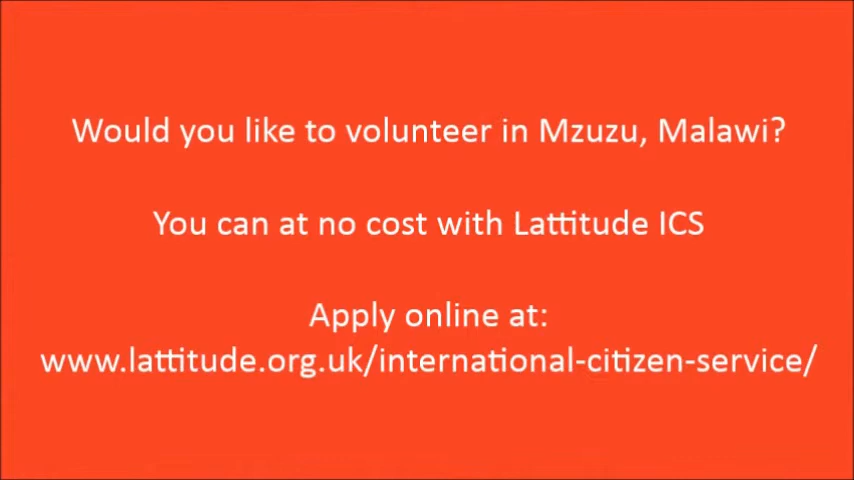 Would you like to volunteer in Mzuzu, Malawi?
You can at no cost with Lattitude ICS
Apply online at:
www.lattitude.org.uk/international-citizen-service/